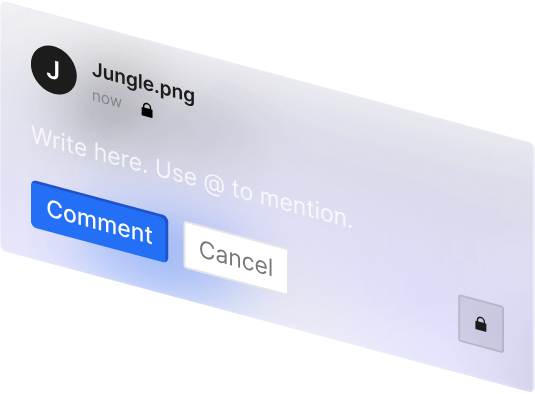 J
Jungle.png
now
Write here. Use @ to mention.
Comment
Cancel